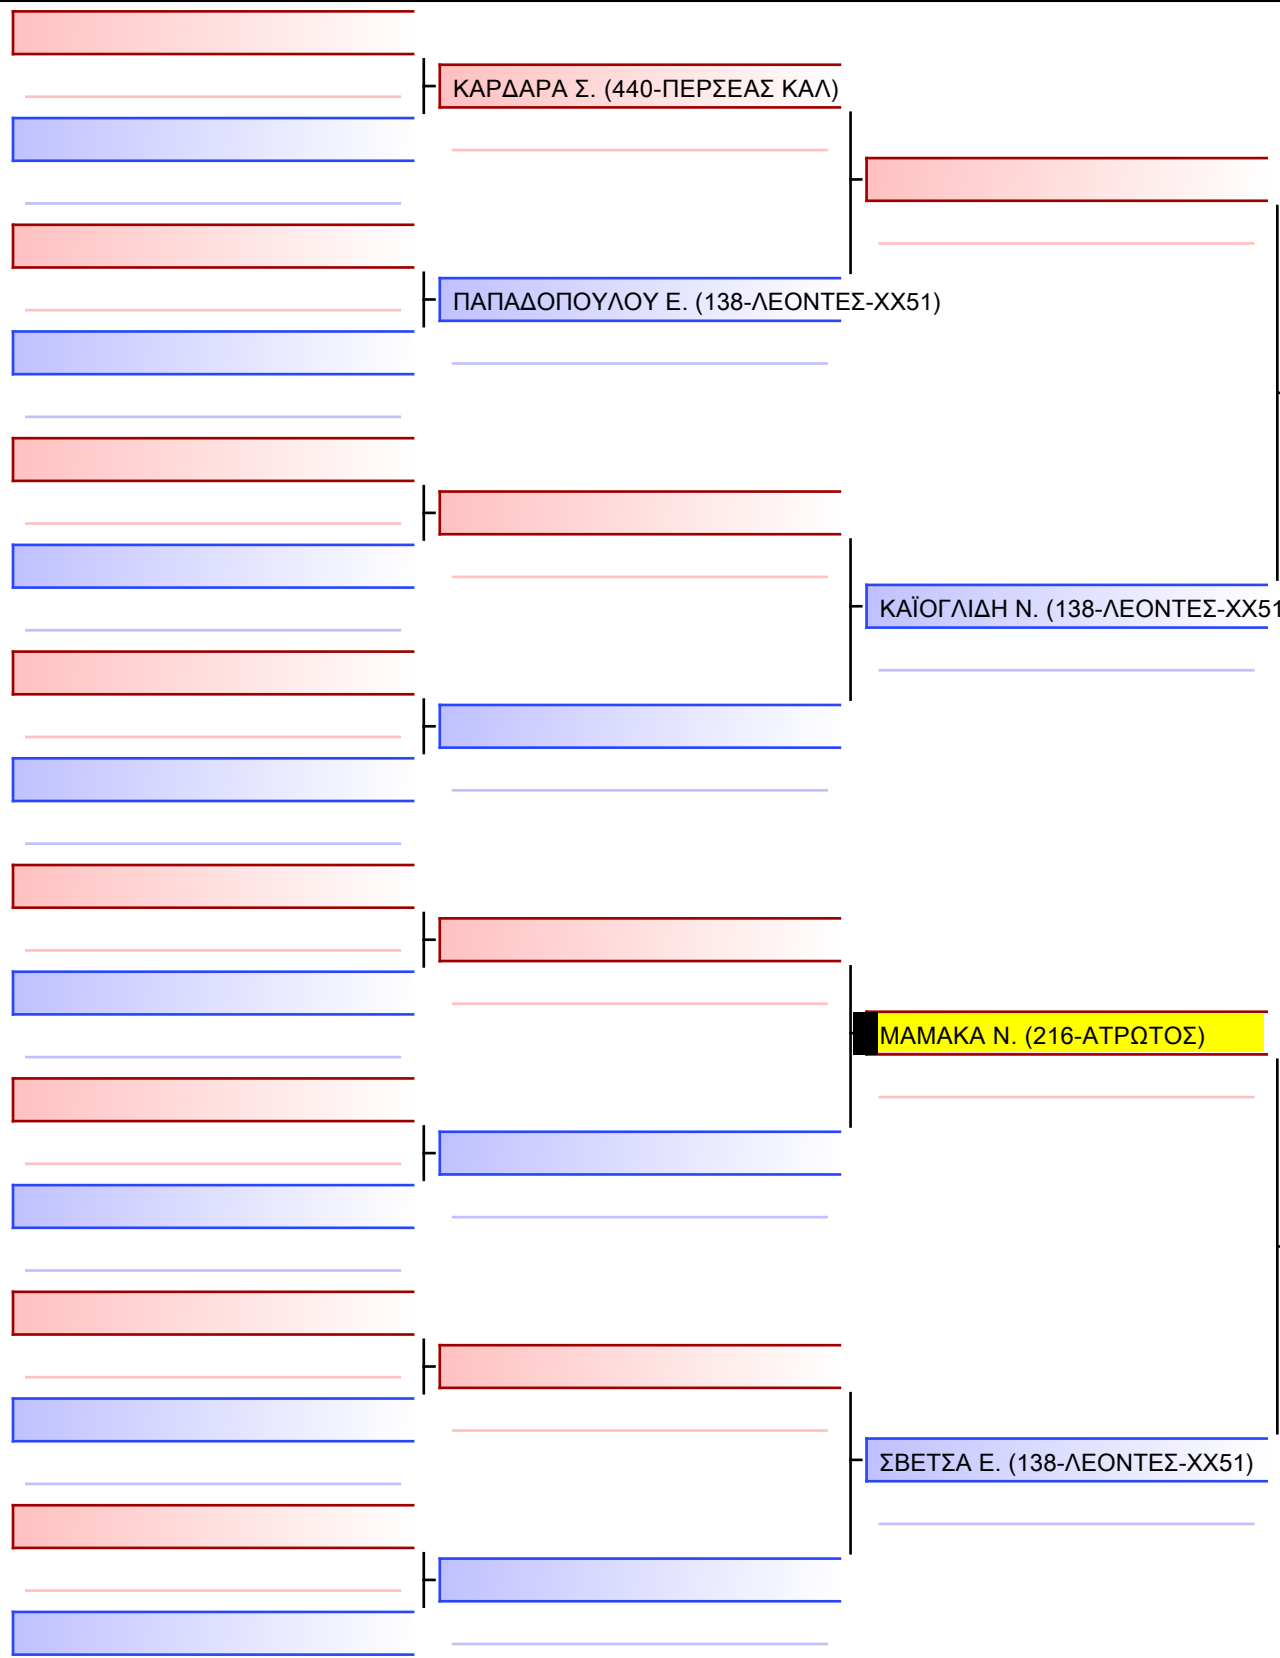 ΚΑΡΔΑΡΑ Σ. (440-ΠΕΡΣΕΑΣ ΚΑΛ)
ΠΑΠΑΔΟΠΟΥΛΟΥ Ε. (138-ΛΕΟΝΤΕΣ-ΧΧ51)
ΚΑΪΟΓΛΙΔΗ Ν. (138-ΛΕΟΝΤΕΣ-ΧΧ51
ΜΑΜΑΚΑ Ν. (216-ΑΤΡΩΤΟΣ)
ΣΒΕΤΣΑ Ε. (138-ΛΕΟΝΤΕΣ-ΧΧ51)